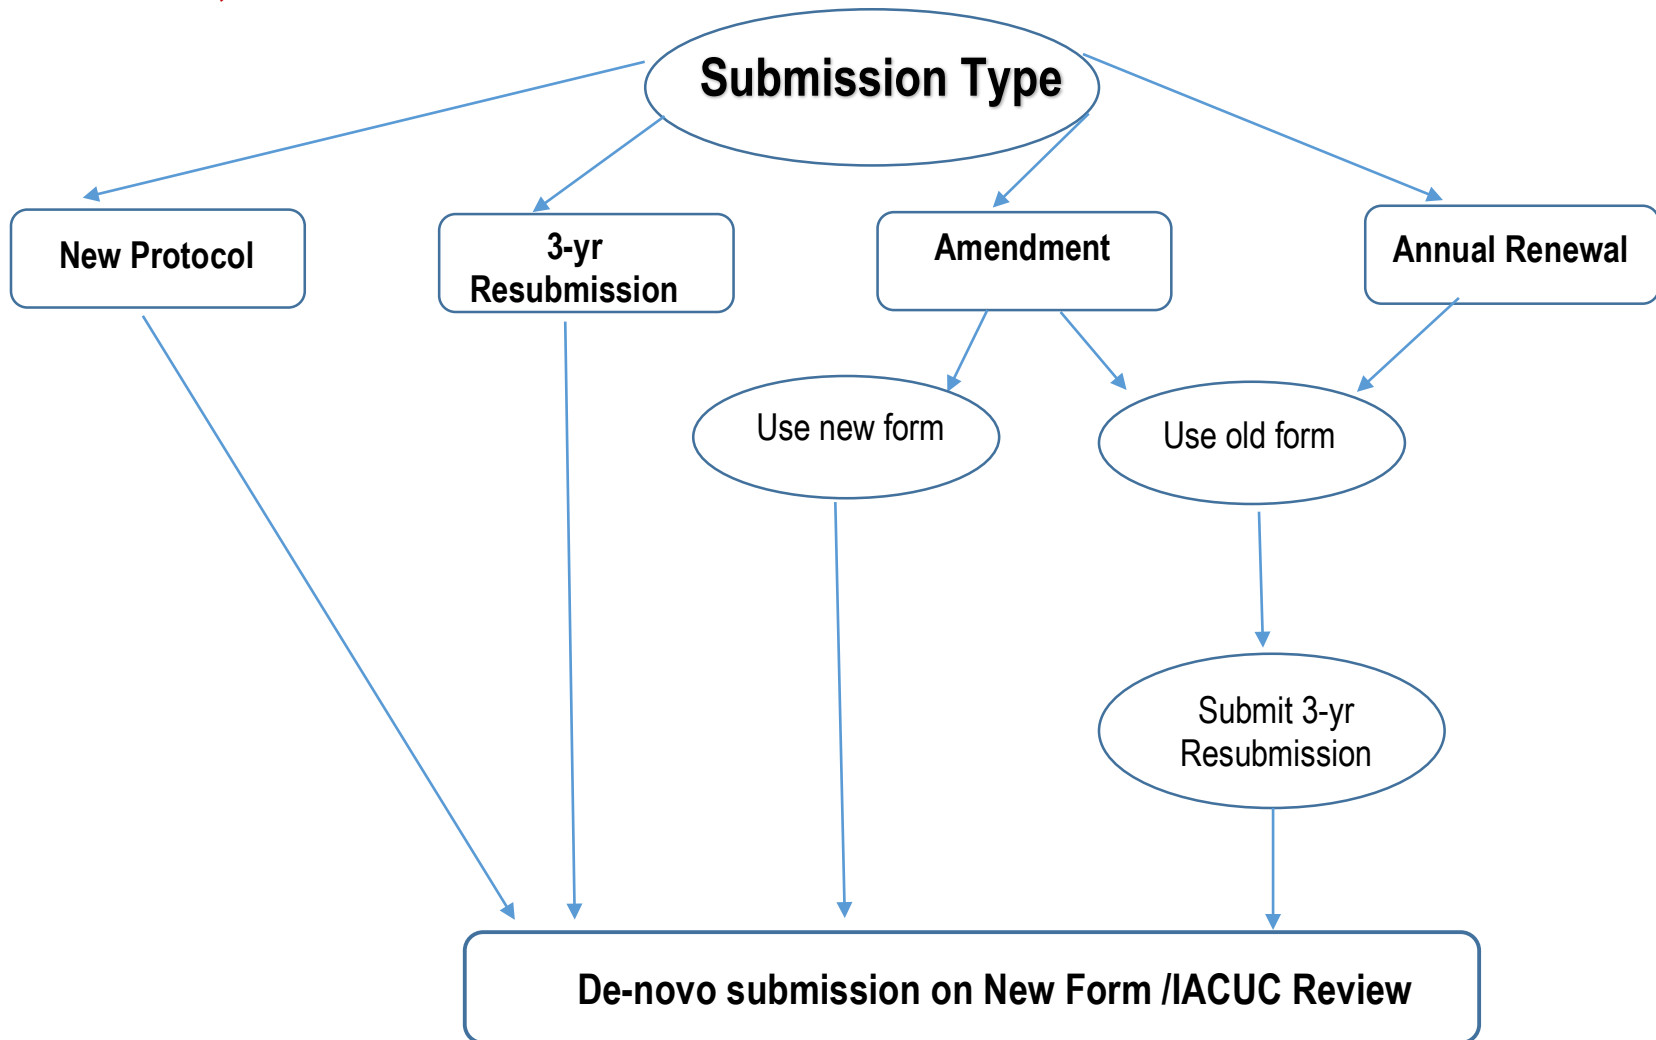 Submission Type
New Protocol
3-yr
Resubmission
Amendment
Annual Renewal
Use new form
Use old form
Submit 3-yr
Resubmission
De-novo submission on New Form /IACUC Review